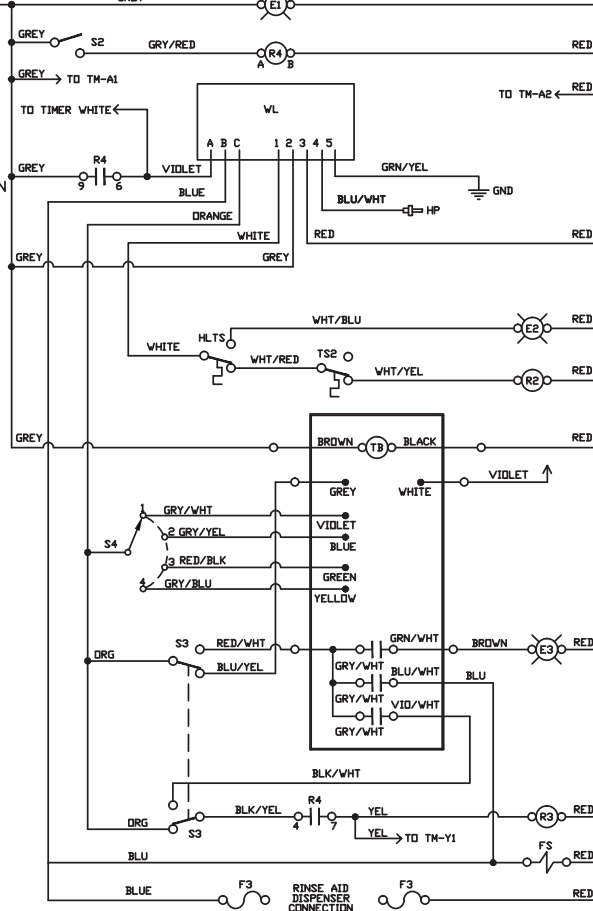 GREY
E1
GREY
S2
GRY/RED
R4
A
B
RED
GREY
TO TM-A1
TO TM-A2
RED
TO TIMER WHITE
WL
A B C 1 2 3 4 5
GREY
R4
9
6
VIOLET
GRN/YEL
GND
BLUE
BLU/WHT
HP
ORANGE
WHITE
RED
RED
GREY
GREY
WHT/BLU
E2
RED
HLTS
WHITE
WHT/RED
TS2
WHT/YEL
R2
RED
GREY
BROWN
TB
BLACK
RED
GREY
WHITE
VIOLET
1
GRY/WHT
VIOLET
S4
2 GRY/YEL
BLUE
3 RED/BLK
GREEN
4
GRY/BLU
YELLOW
S3
RED/WHT
GRN/WHT
BROWN
E3
RED
ORG
BLU/YEL
GRY/WHT
BLU/WHT
BLU
GRY/WHT
VIO/WHT
GRY/WHT
BLK/WHT
ORG
S3
BLK/YEL
R4
4
7
YEL
R3
RED
YEL
TO TM-Y1
BLU
FS
RED
BLUE
F3
RINSE AID
DISPENSER
CONNECTION
F3
RED